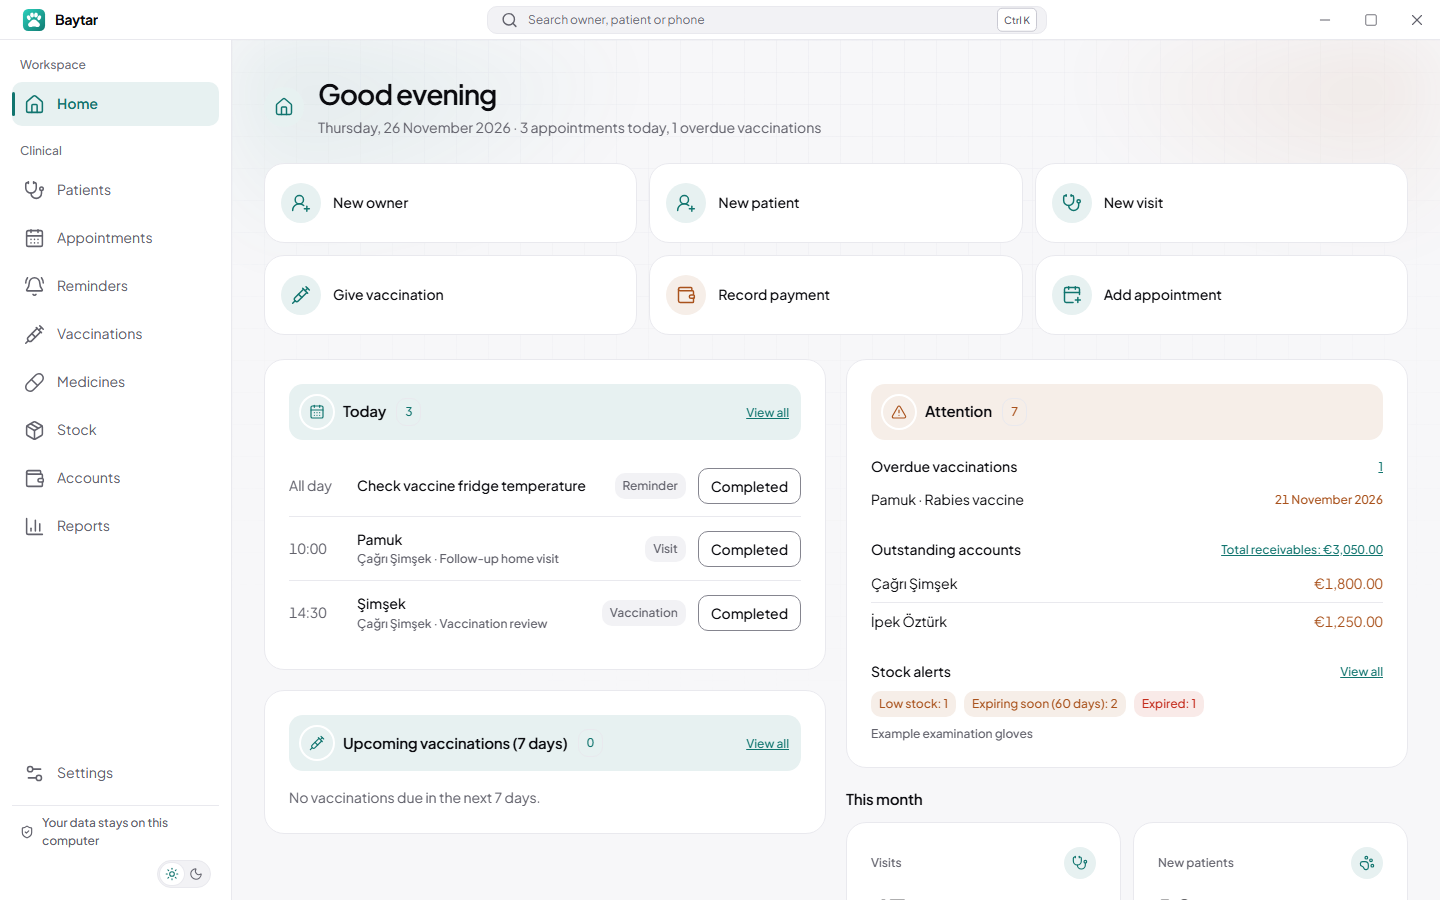 Baytar
Search owner, patient or phone
Ctrl K
Workspace
Home
Clinical
Patients
Appointments
Reminders
Vaccinations
Medicines
Stock
Accounts
Reports
Settings
Your data stays on this
computer
Good evening
Thursday, 26 November 2026 · 3 appointments today, 1 overdue vaccinations
New owner
New patient
New visit
Give vaccination
Record payment
Add appointment
Today 3 View all
All day Check vaccine fridge temperature Reminder Completed
10:00 Pamuk Visit Completed
Çağrı Şimşek · Follow-up home visit
14:30 Şimşek Vaccination Completed
Çağrı Şimşek · Vaccination review
Upcoming vaccinations (7 days) 0 View all
No vaccinations due in the next 7 days.
Attention 7
Overdue vaccinations 1
Pamuk · Rabies vaccine 21 November 2026
Outstanding accounts Total receivables: €3,050.00
Çağrı Şimşek €1,800.00
İpek Öztürk €1,250.00
Stock alerts View all
Low stock: 1 Expiring soon (60 days): 2 Expired: 1
Example examination gloves
This month
Visits
New patients